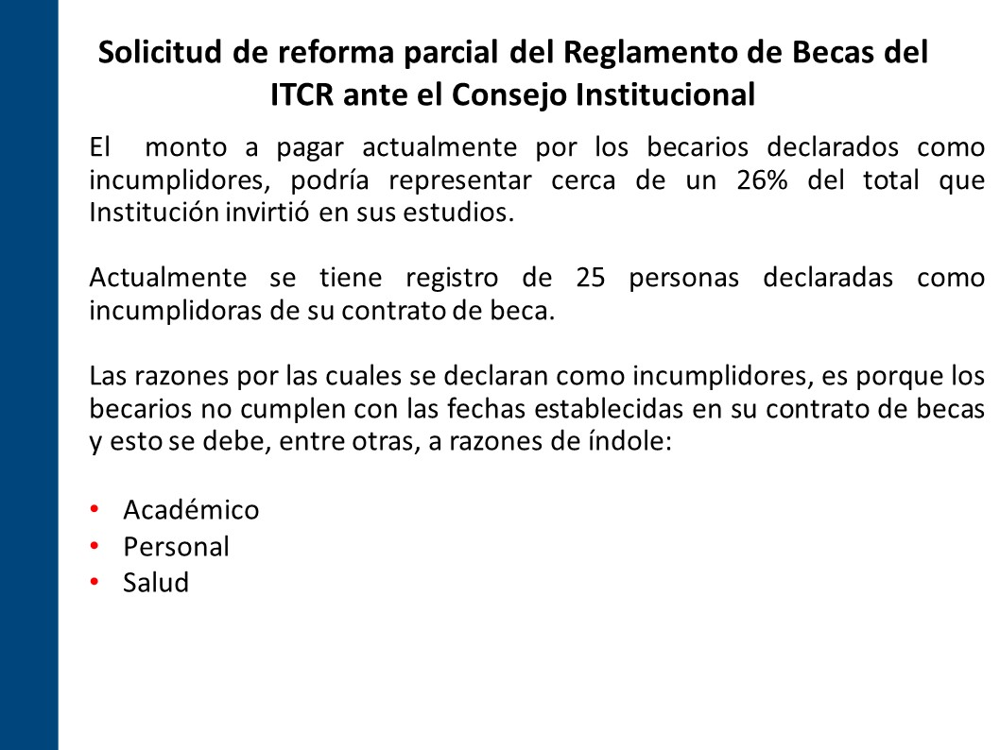 Solicitud de reforma parcial del Reglamento de Becas del
ITCR ante el Consejo Institucional
El monto a pagar actualmente por los becarios declarados como
incumplidores, podría representar cerca de un 26% del total que
Institución invirtió en sus estudios.
Actualmente se tiene registro de 25 personas declaradas como
incumplidoras de su contrato de beca.
Las razones por las cuales se declaran como incumplidores, es porque los
becarios no cumplen con las fechas establecidas en su contrato de becas
y esto se debe, entre otras, a razones de índole:
• Académico
• Personal
• Salud